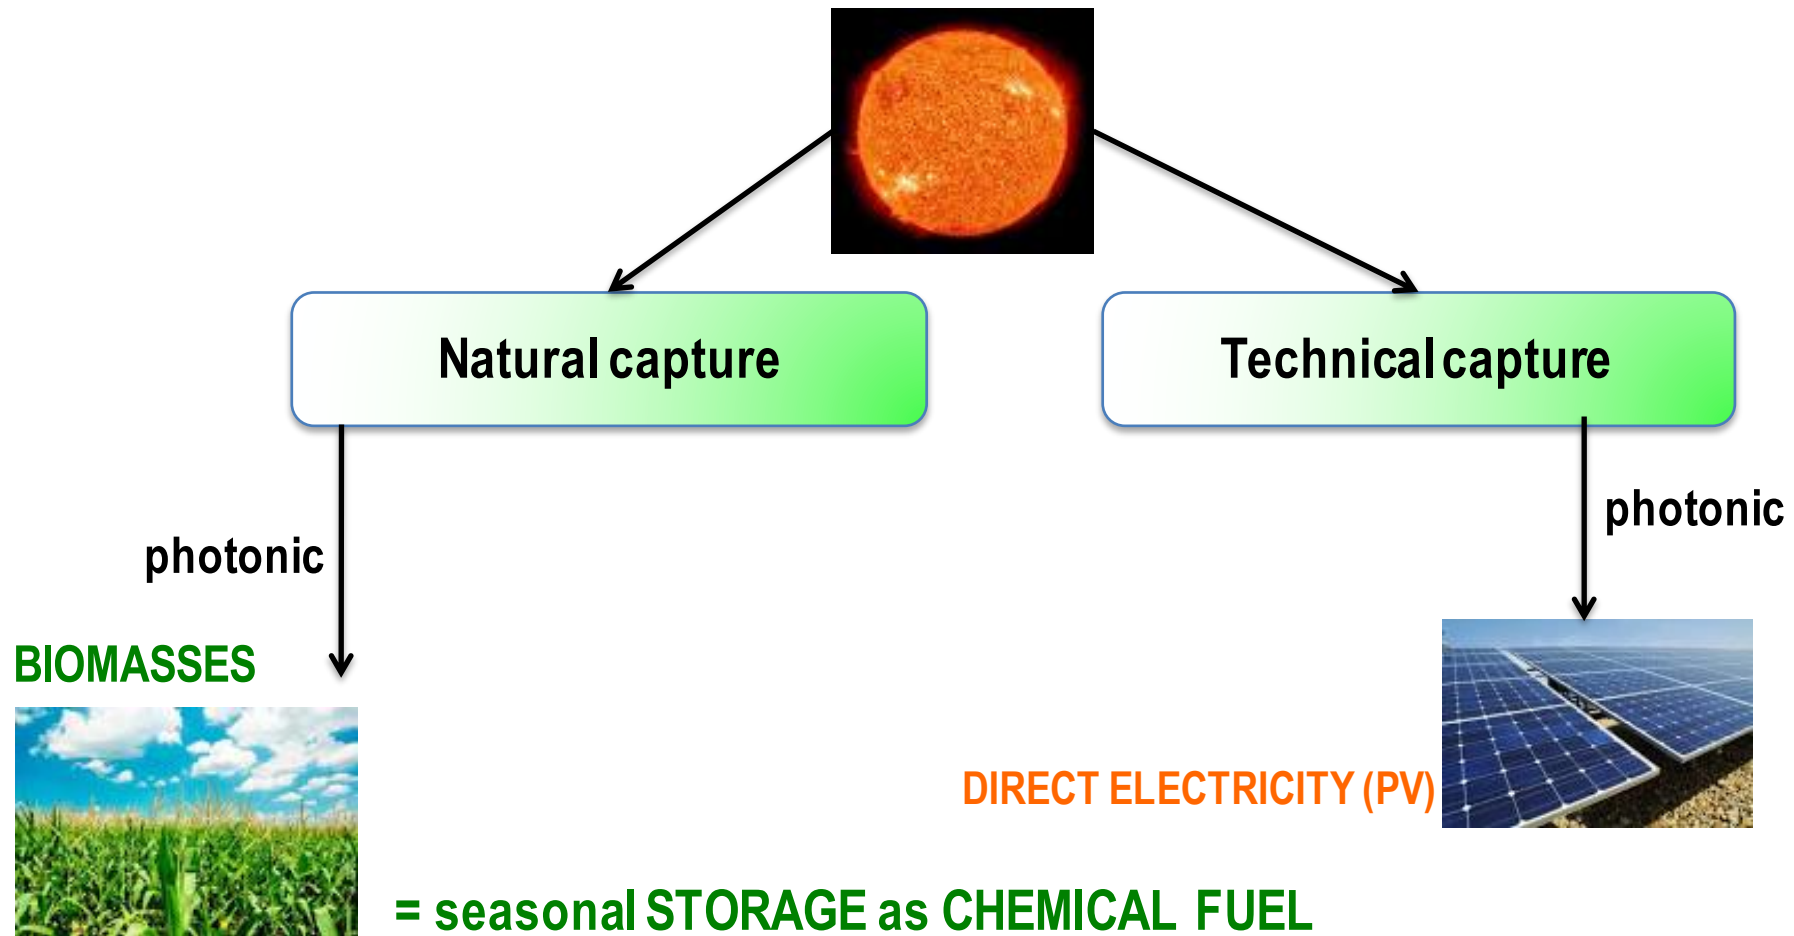 Natural capture
Technical capture
photonic
photonic
BIOMASSES
DIRECT ELECTRICITY (PV)
= seasonal STORAGE as CHEMICAL FUEL